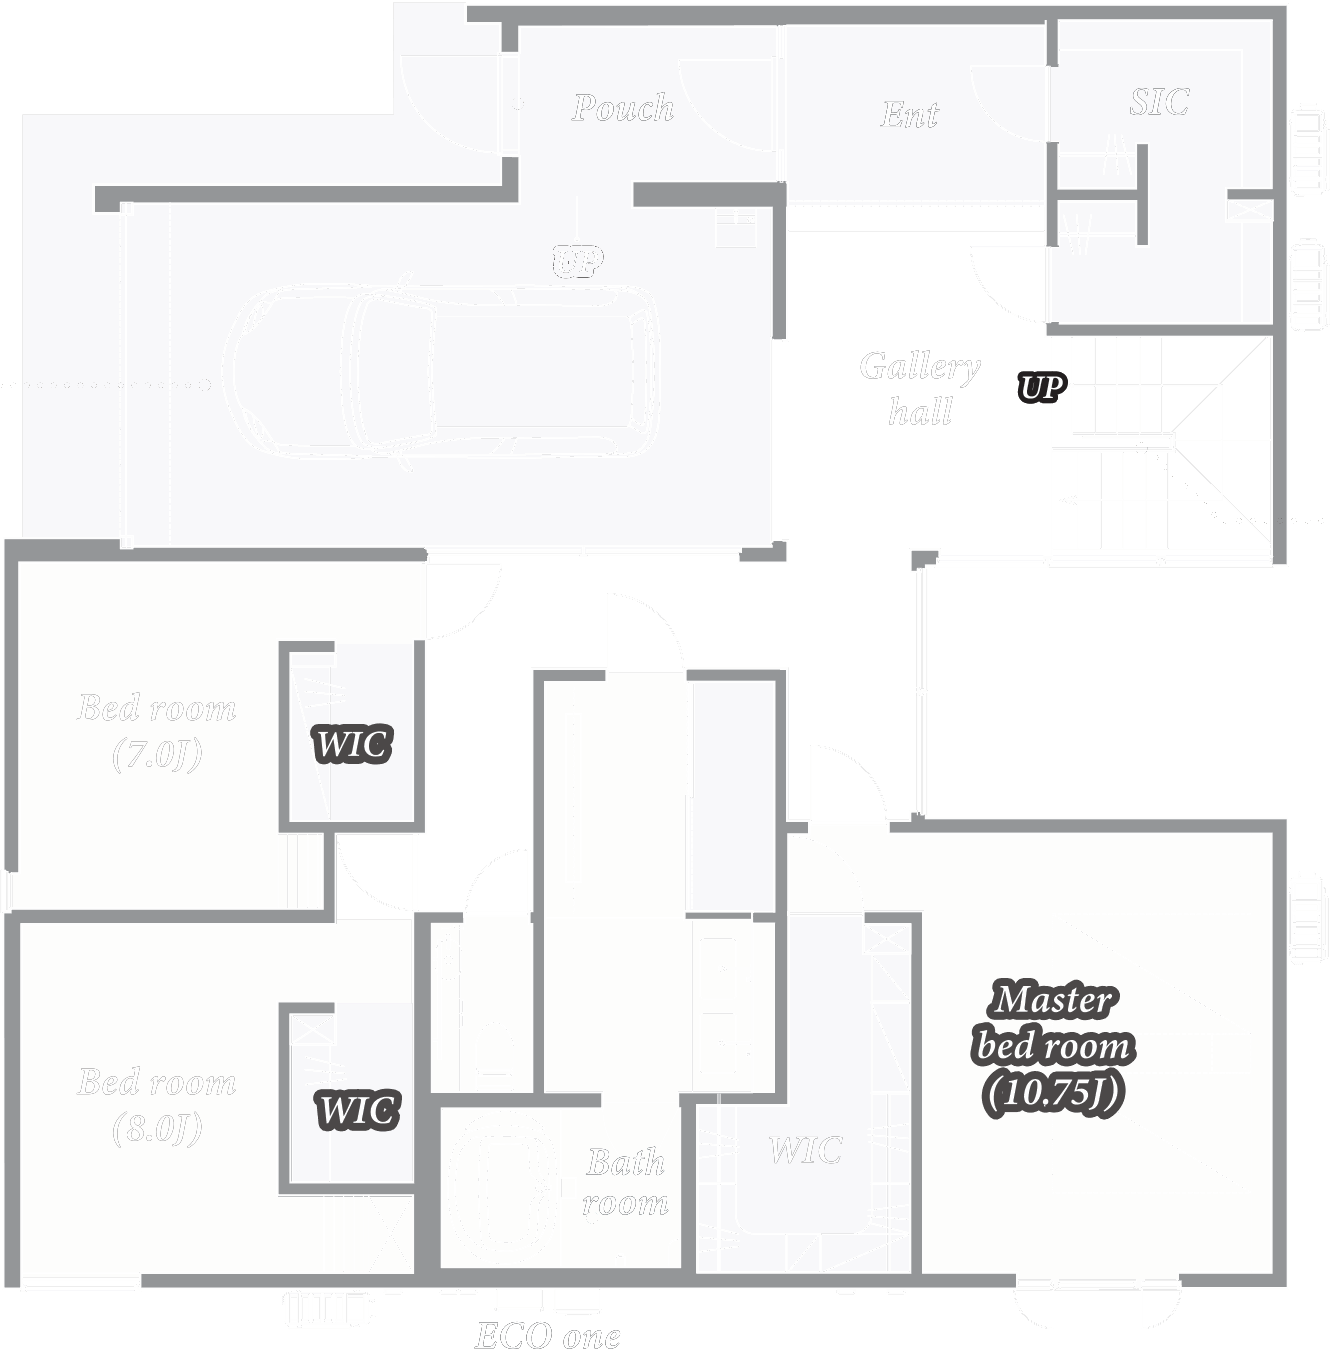 Pouch
Ent
SIC
UP
Gallery
hall
UP
Bed room
(7.0J)
WIC
Master
bed room
(10.75J)
Bed room
(8.0J)
WIC
WIC
Bath
room
ECO one